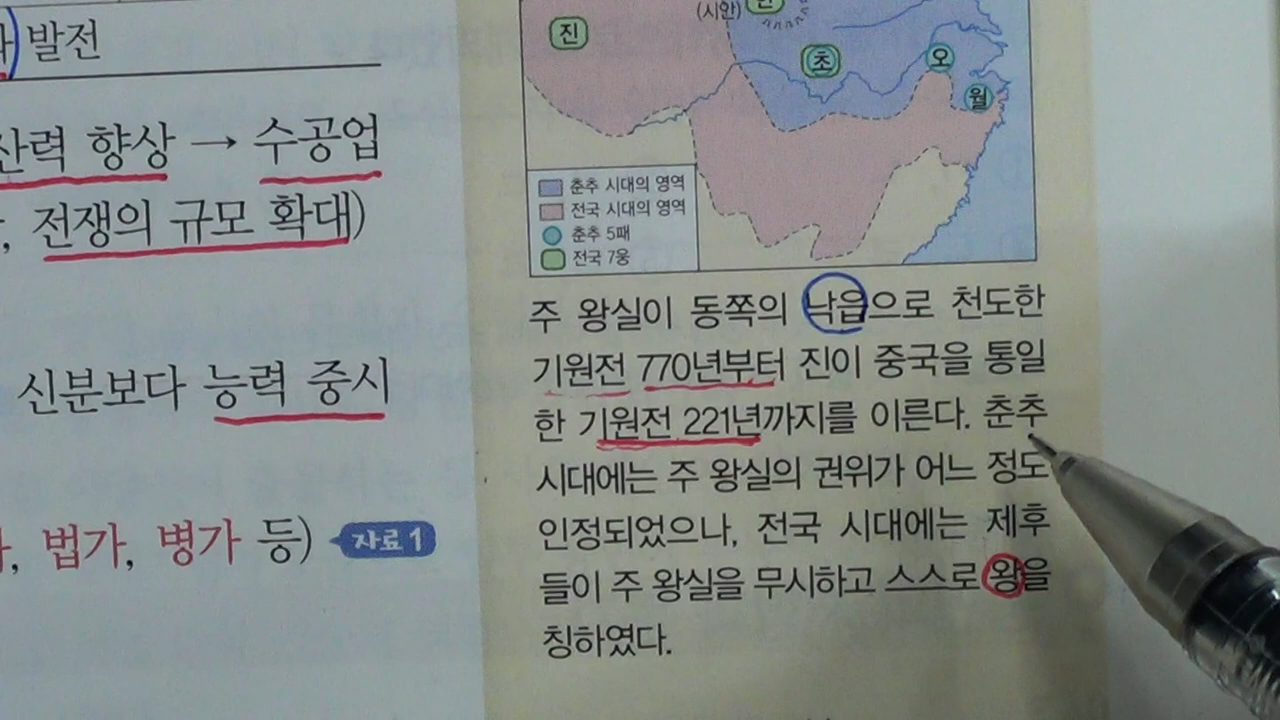 발전
산력 향상 → 수공업
전쟁의 규모 확대)
신분보다 능력 중시
법가, 병가 등) 자료 1
(시안)
진
초
오
월
춘추 시대의 영역
전국 시대의 영역
춘추 5패
전국 7웅
주 왕실이 동쪽의 낙읍으로 천도한
기원전 770년부터 진이 중국을 통일
한 기원전 221년까지를 이른다. 춘추
시대에는 주 왕실의 권위가 어느 정도
인정되었으나, 전국 시대에는 제후
들이 주 왕실을 무시하고 스스로 왕을
칭하였다.